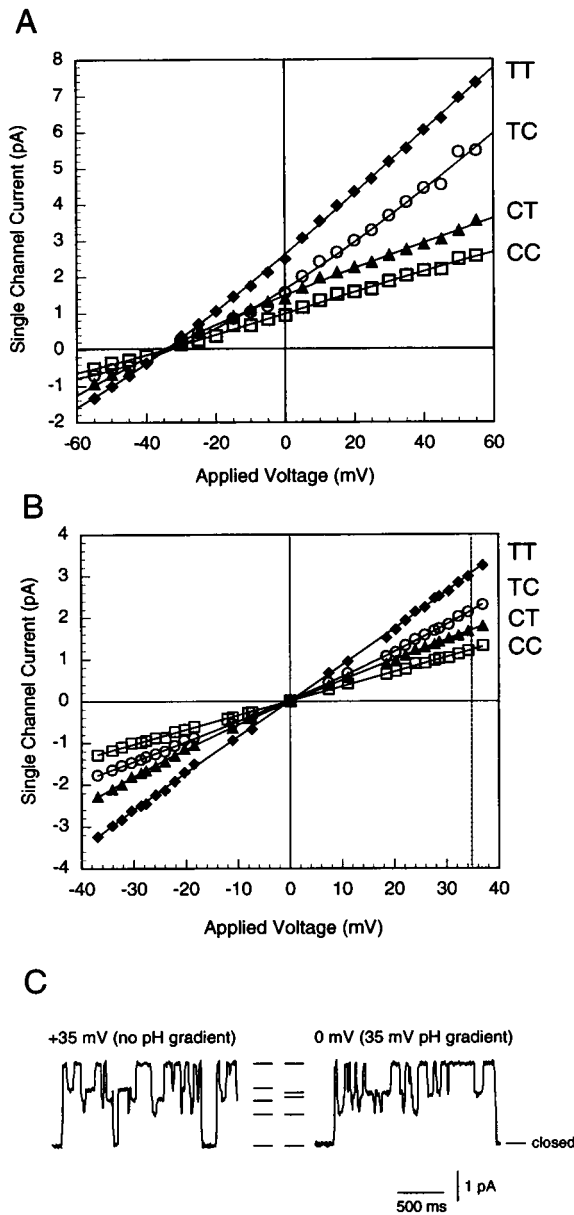 A
Single Channel Current (pA)
8
7
6
5
4
3
2
1
0
-1
-2
-60
-40
-20
0
20
40
60
Applied Voltage (mV)
TT
TC
CT
CC
B
Single Channel Current (pA)
4
3
2
1
0
-1
-2
-3
-4
-40
-30
-20
-10
0
10
20
30
40
Applied Voltage (mV)
TT
TC
CT
CC
C
+35 mV (no pH gradient)
0 mV (35 mV pH gradient)
closed
1 pA
500 ms